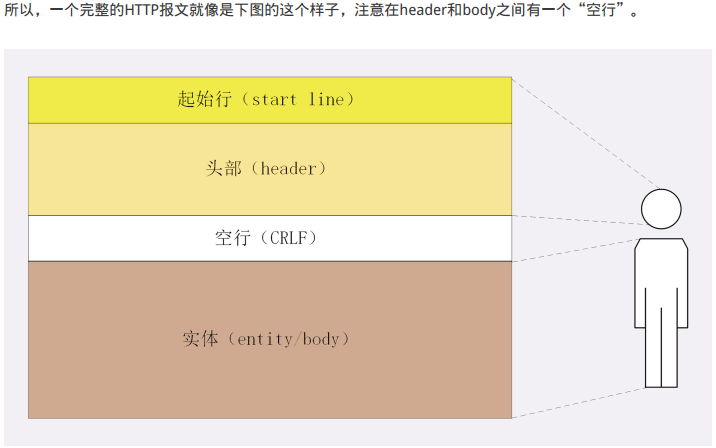 所以，一个完整的HTTP报文就像是下图的这个样子，注意在header和body之间有一个“空行”。
起始行（start line）
头部（header）
空行（CRLF）
实体（entity/body）